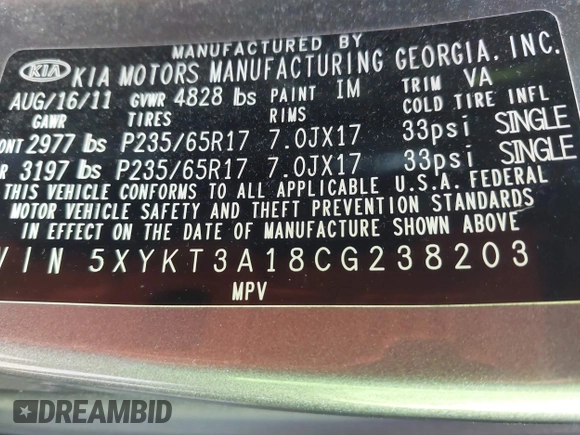 MANUFACTURED BY
KIA KIA MOTORS MANUFACTURING GEORGIA, INC.
AUG/16/11 GVWR 4828 lbs PAINT IM TRIM VA
GAWR TIRES RIMS COLD TIRE INFL
ONT 2977 lbs P235/65R17 7.0JX17 33psi SINGLE
R 3197 lbs P235/65R17 7.0JX17 33psi SINGLE
THIS VEHICLE CONFORMS TO ALL APPLICABLE U.S.A. FEDERAL
MOTOR VEHICLE SAFETY AND THEFT PREVENTION STANDARDS
IN EFFECT ON THE DATE OF MANUFACTURE SHOWN ABOVE
VIN 5XYKT3A18CG238203
MPV
DREAMBID